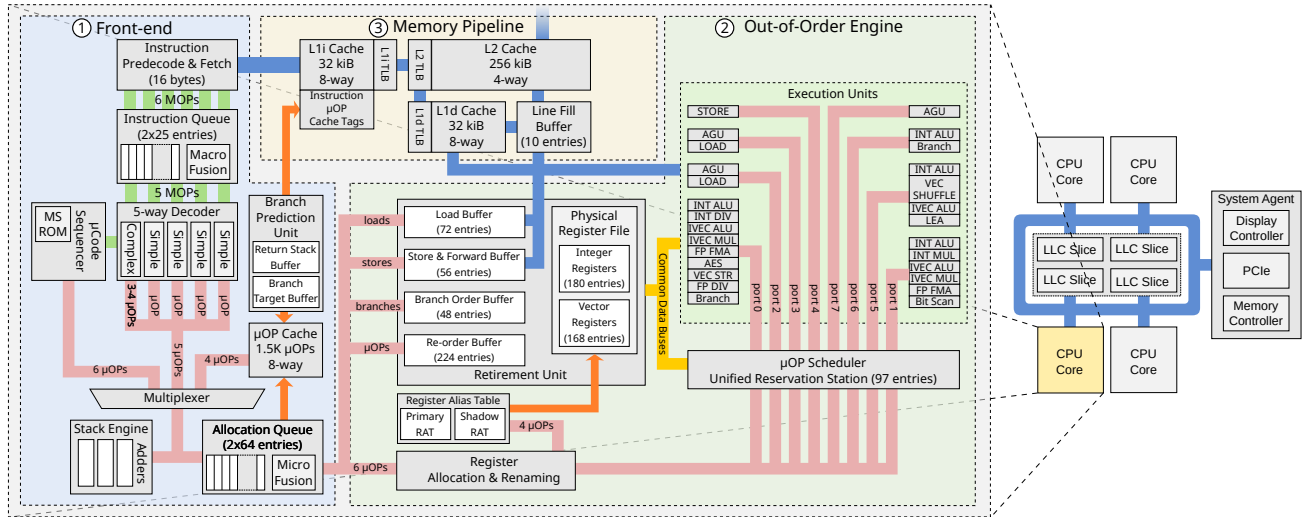 ① Front-end
Instruction
Predecode & Fetch
(16 bytes)
6 MOPs
Instruction Queue
(2x25 entries)
Macro
Fusion
5 MOPs
5-way Decoder
Complex
Simple
Simple
Simple
Simple
MS
ROM
µCode
Sequencer
3-4 µOPs
µOP
µOP
µOP
µOP
Branch
Prediction
Unit
Return Stack
Buffer
Branch
Target Buffer
µOP Cache
1.5K µOPs
8-way
6 µOPs
5 µOPs
4 µOPs
Multiplexer
Stack Engine
Adders
Allocation Queue
(2x64 entries)
Micro
Fusion
③ Memory Pipeline
L1i Cache
32 kiB
8-way
L1i TLB
Instruction
µOP
Cache Tags
L2 TLB
L2 Cache
256 kiB
4-way
L1d TLB
L1d Cache
32 kiB
8-way
Line Fill
Buffer
(10 entries)
② Out-of-Order Engine
loads
stores
branches
µOPs
Load Buffer
(72 entries)
Store & Forward Buffer
(56 entries)
Branch Order Buffer
(48 entries)
Re-order Buffer
(224 entries)
Physical
Register File
Integer
Registers
(180 entries)
Vector
Registers
(168 entries)
Retirement Unit
Register Alias Table
Primary
RAT
Shadow
RAT
4 µOPs
6 µOPs
Register
Allocation & Renaming
Common Data Buses
Execution Units
STORE
AGU
LOAD
AGU
LOAD
INT ALU
INT DIV
IVEC ALU
IVEC MUL
FP FMA
AES
VEC STR
FP DIV
Branch
AGU
INT ALU
Branch
INT ALU
VEC
SHUFFLE
IVEC ALU
LEA
INT ALU
INT MUL
IVEC ALU
IVEC MUL
FP FMA
Bit Scan
port 0
port 2
port 3
port 4
port 7
port 6
port 5
port 1
µOP Scheduler
Unified Reservation Station (97 entries)
CPU
Core
CPU
Core
LLC Slice
LLC Slice
LLC Slice
LLC Slice
CPU
Core
CPU
Core
System Agent
Display
Controller
PCIe
Memory
Controller